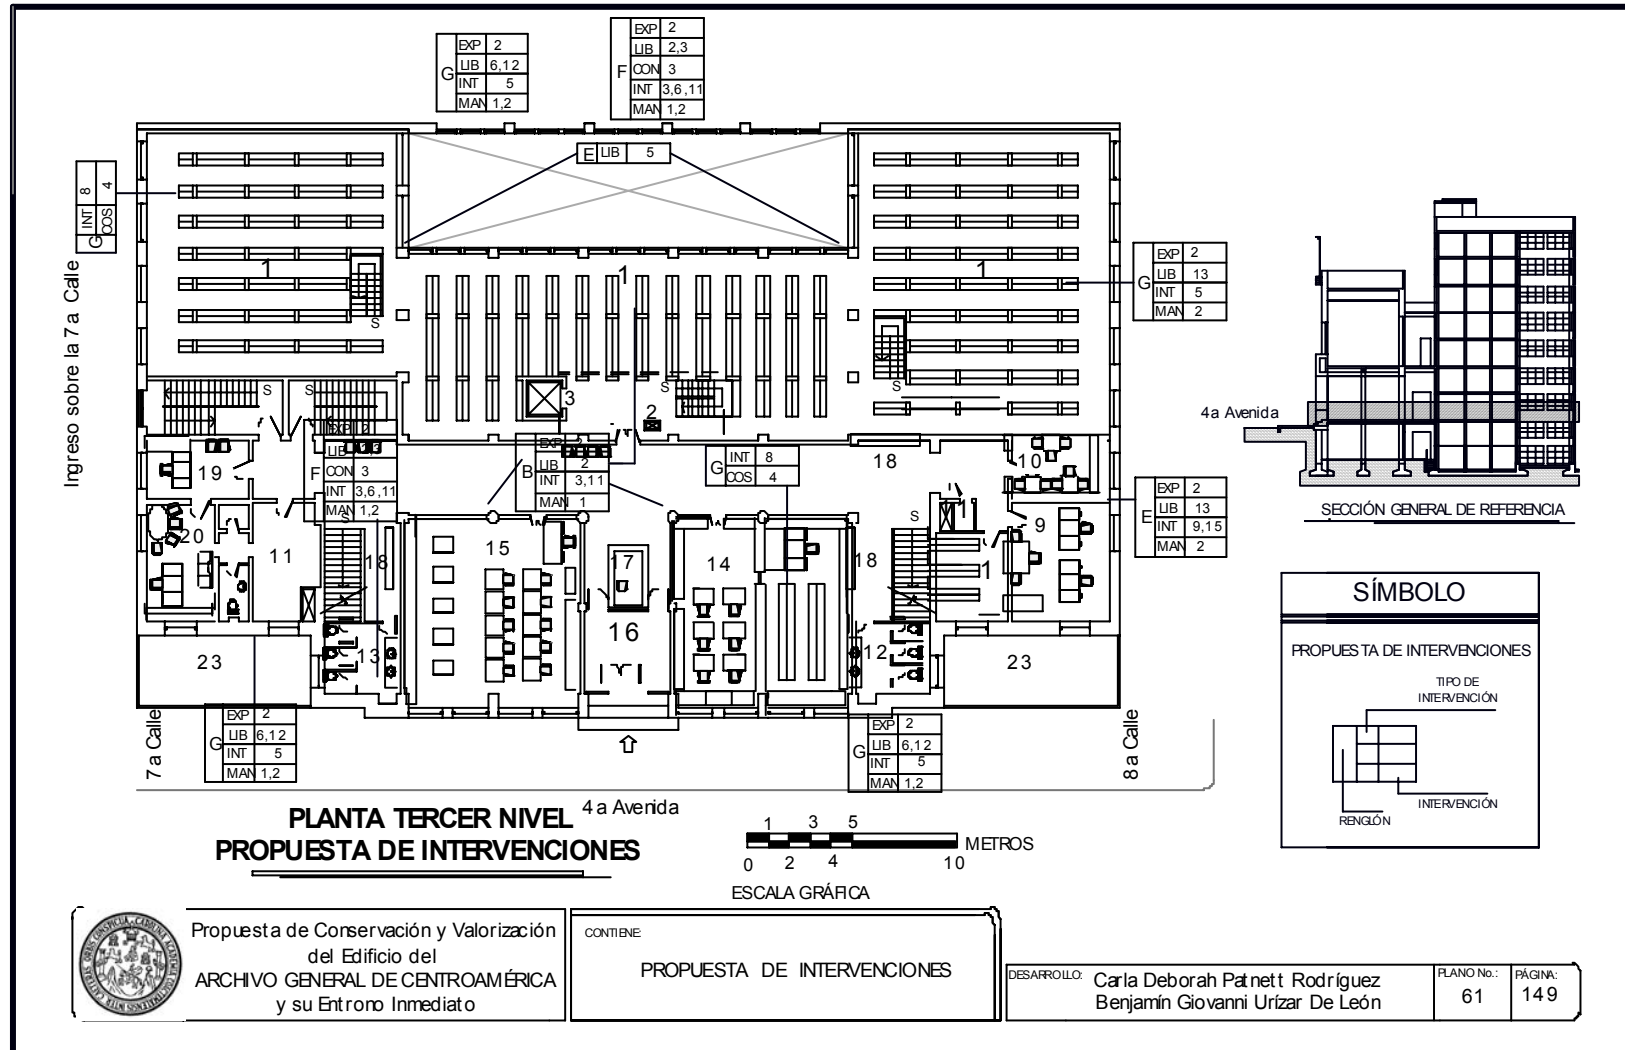 G
EXP 2
LIB 6,12
INT 5
MAN 1,2
F
EXP 2
LIB 2,3
CON 3
INT 3,6,11
MAN 1,2
E LIB 5
G
INT 8
COS 4
1
1
1
G
EXP 2
LIB 13
INT 5
MAN 2
Ingreso sobre la 7a Calle
S
S
S
S
S
3
2
F
EXP 2
LIB
CON 3
INT 3,6,11
MAN 1,2
B
EXP 2
LIB 2
INT 3,11
MAN 1
G
INT 8
COS 4
18
10
19
E
EXP 2
LIB 13
INT 9,15
MAN 2
20
11
S
18
15
17
14
18
S
11
9
1
16
23
13
12
23
G
EXP 2
LIB 6,12
INT 5
MAN 1,2
G
EXP 2
LIB 6,12
INT 5
MAN 1,2
7a Calle
8a Calle
4a Avenida
4a Avenida
SECCIÓN GENERAL DE REFERENCIA
SÍMBOLO
PROPUESTA DE INTERVENCIONES
TIPO DE
INTERVENCIÓN
INTERVENCIÓN
RENGLÓN
PLANTA TERCER NIVEL
PROPUESTA DE INTERVENCIONES
1 3 5
METROS
0 2 4 10
ESCALA GRÁFICA
Propuesta de Conservación y Valorización
del Edificio del
ARCHIVO GENERAL DE CENTROAMÉRICA
y su Entrono Inmediato
CONTIENE:
PROPUESTA DE INTERVENCIONES
DESARROLLO: Carla Deborah Patnett Rodríguez
Benjamín Giovanni Urízar De León
PLANO No.:
61
PÁGINA:
149